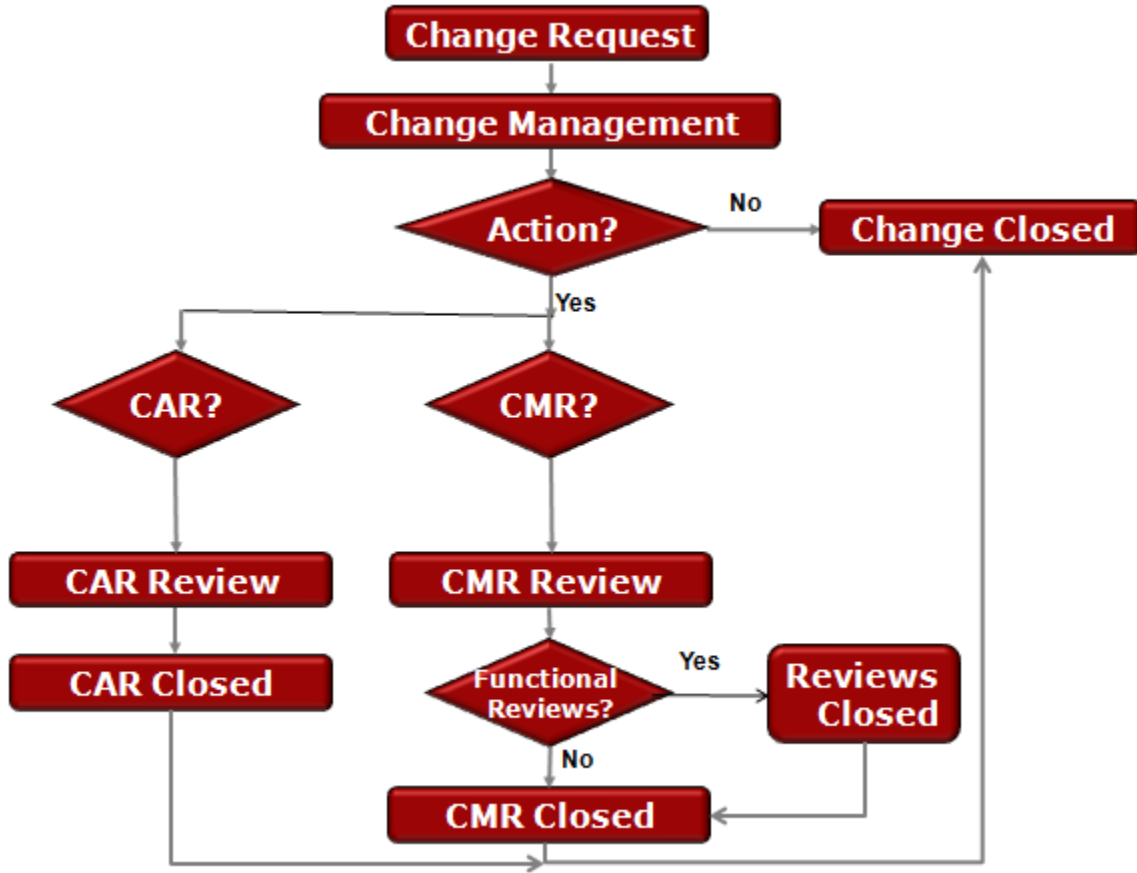 Change Request
Change Management
Action?
No
Change Closed
Yes
CAR?
CMR?
CAR Review
CMR Review
CAR Closed
Functional
Reviews?
Yes
Reviews
Closed
No
CMR Closed